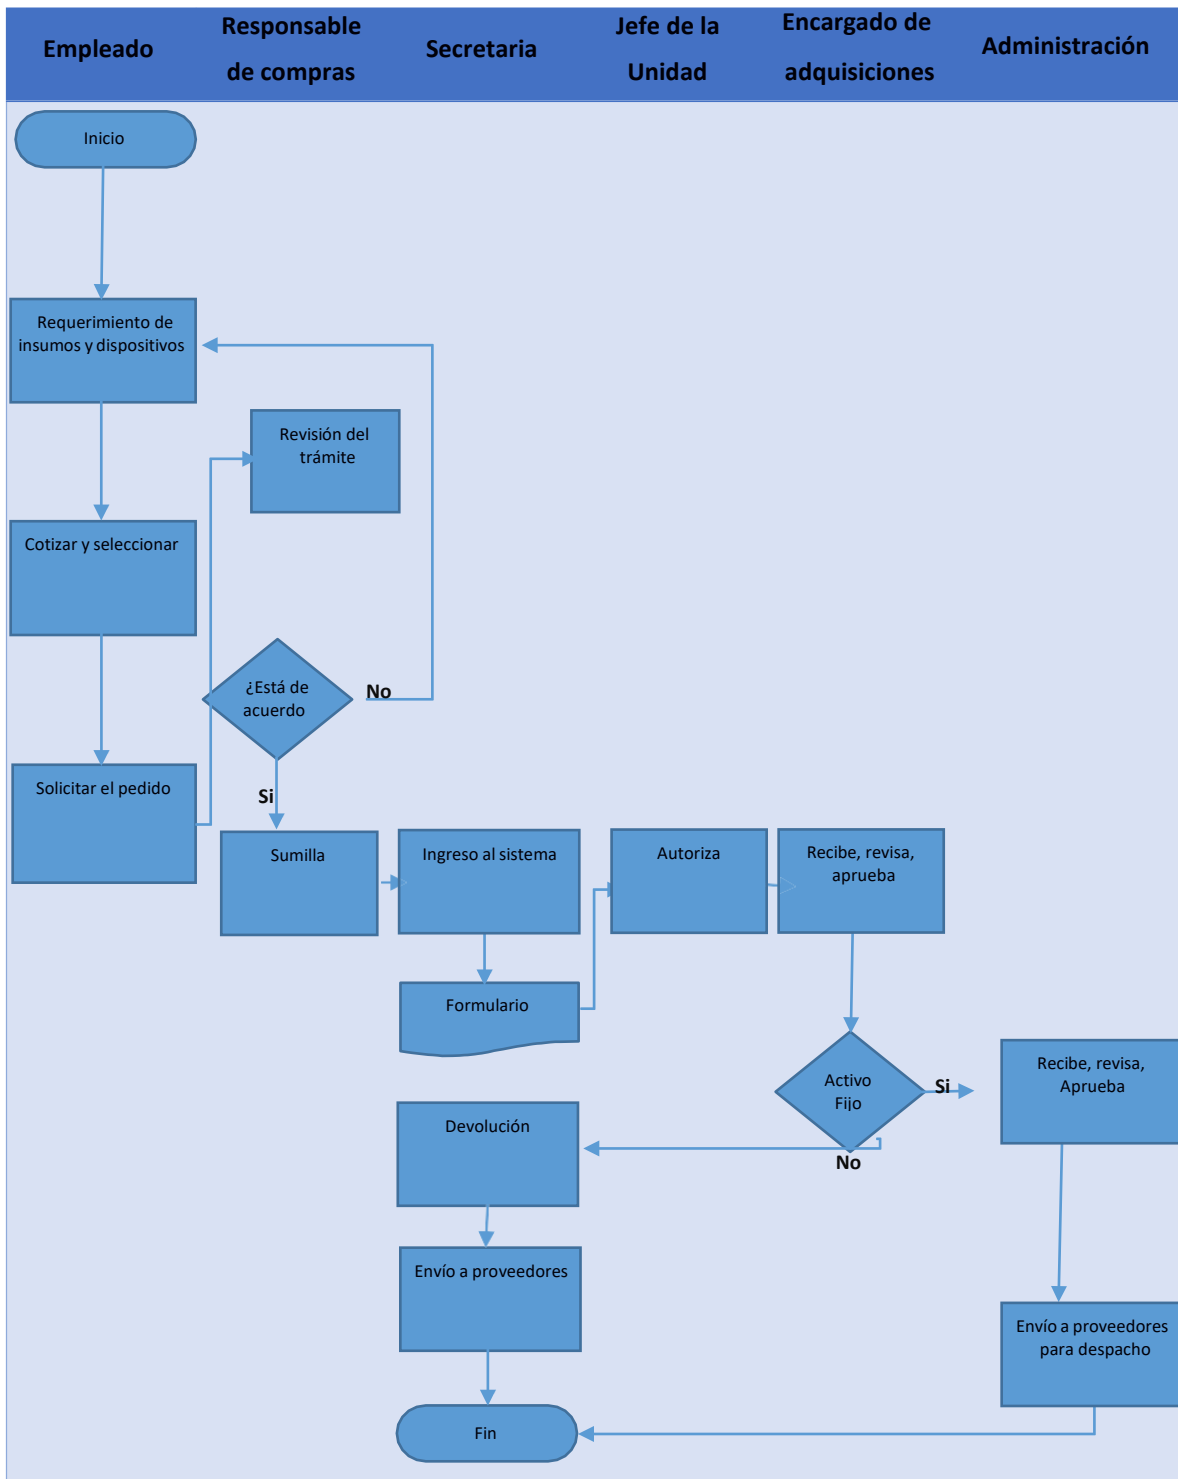 Empleado
Responsable
de compras
Secretaria
Jefe de la
Unidad
Encargado de
adquisiciones
Administración
Inicio
Requerimiento de
insumos y dispositivos
Revisión del
trámite
Cotizar y seleccionar
¿Está de
acuerdo
No
Solicitar el pedido
Si
Sumilla
Ingreso al sistema
Autoriza
Recibe, revisa,
aprueba
Formulario
Activo
Fijo
Si
Recibe, revisa,
Aprueba
Devolución
No
Envío a proveedores
Envío a proveedores
para despacho
Fin